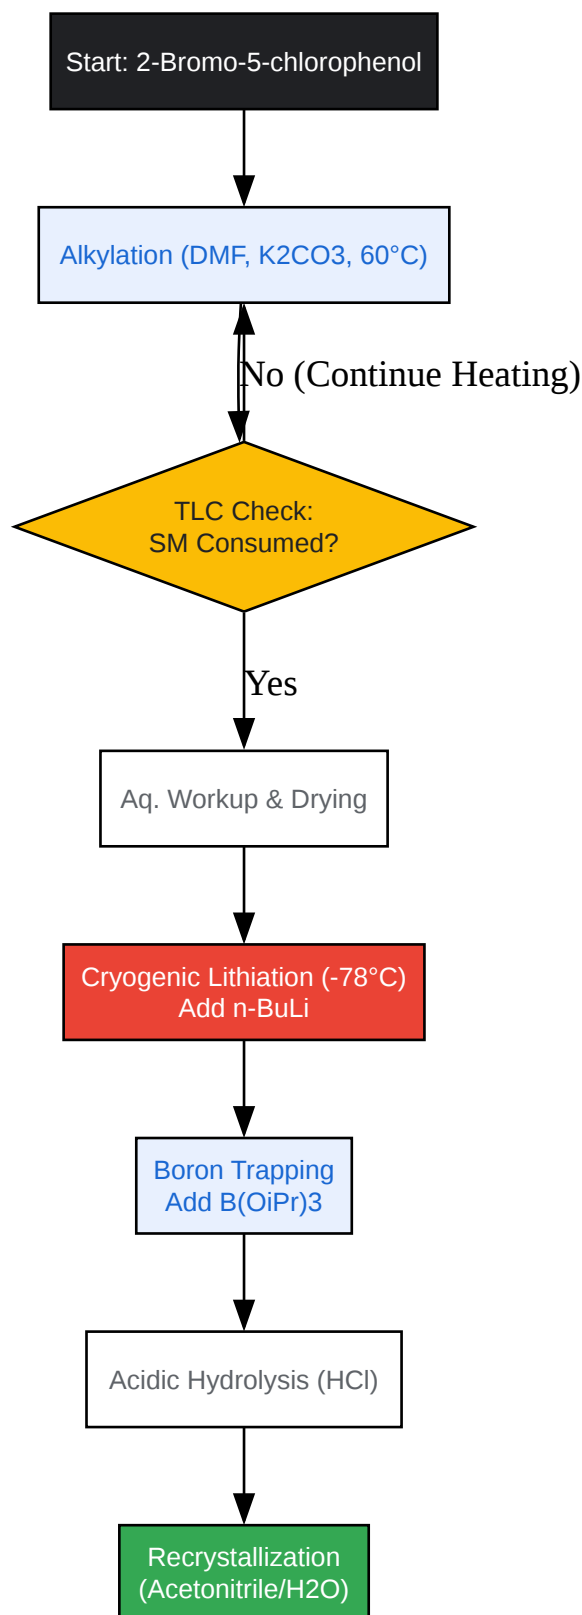 Start: 2-Bromo-5-chlorophenol
Alkylation (DMF, K2CO3, 60°C)
No (Continue Heating)
TLC Check:
SM Consumed?
Yes
Aq. Workup & Drying
Cryogenic Lithiation (-78°C)
Add n-BuLi
Boron Trapping
Add B(OiPr)3
Acidic Hydrolysis (HCl)
Recrystallization
(Acetonitrile/H2O)